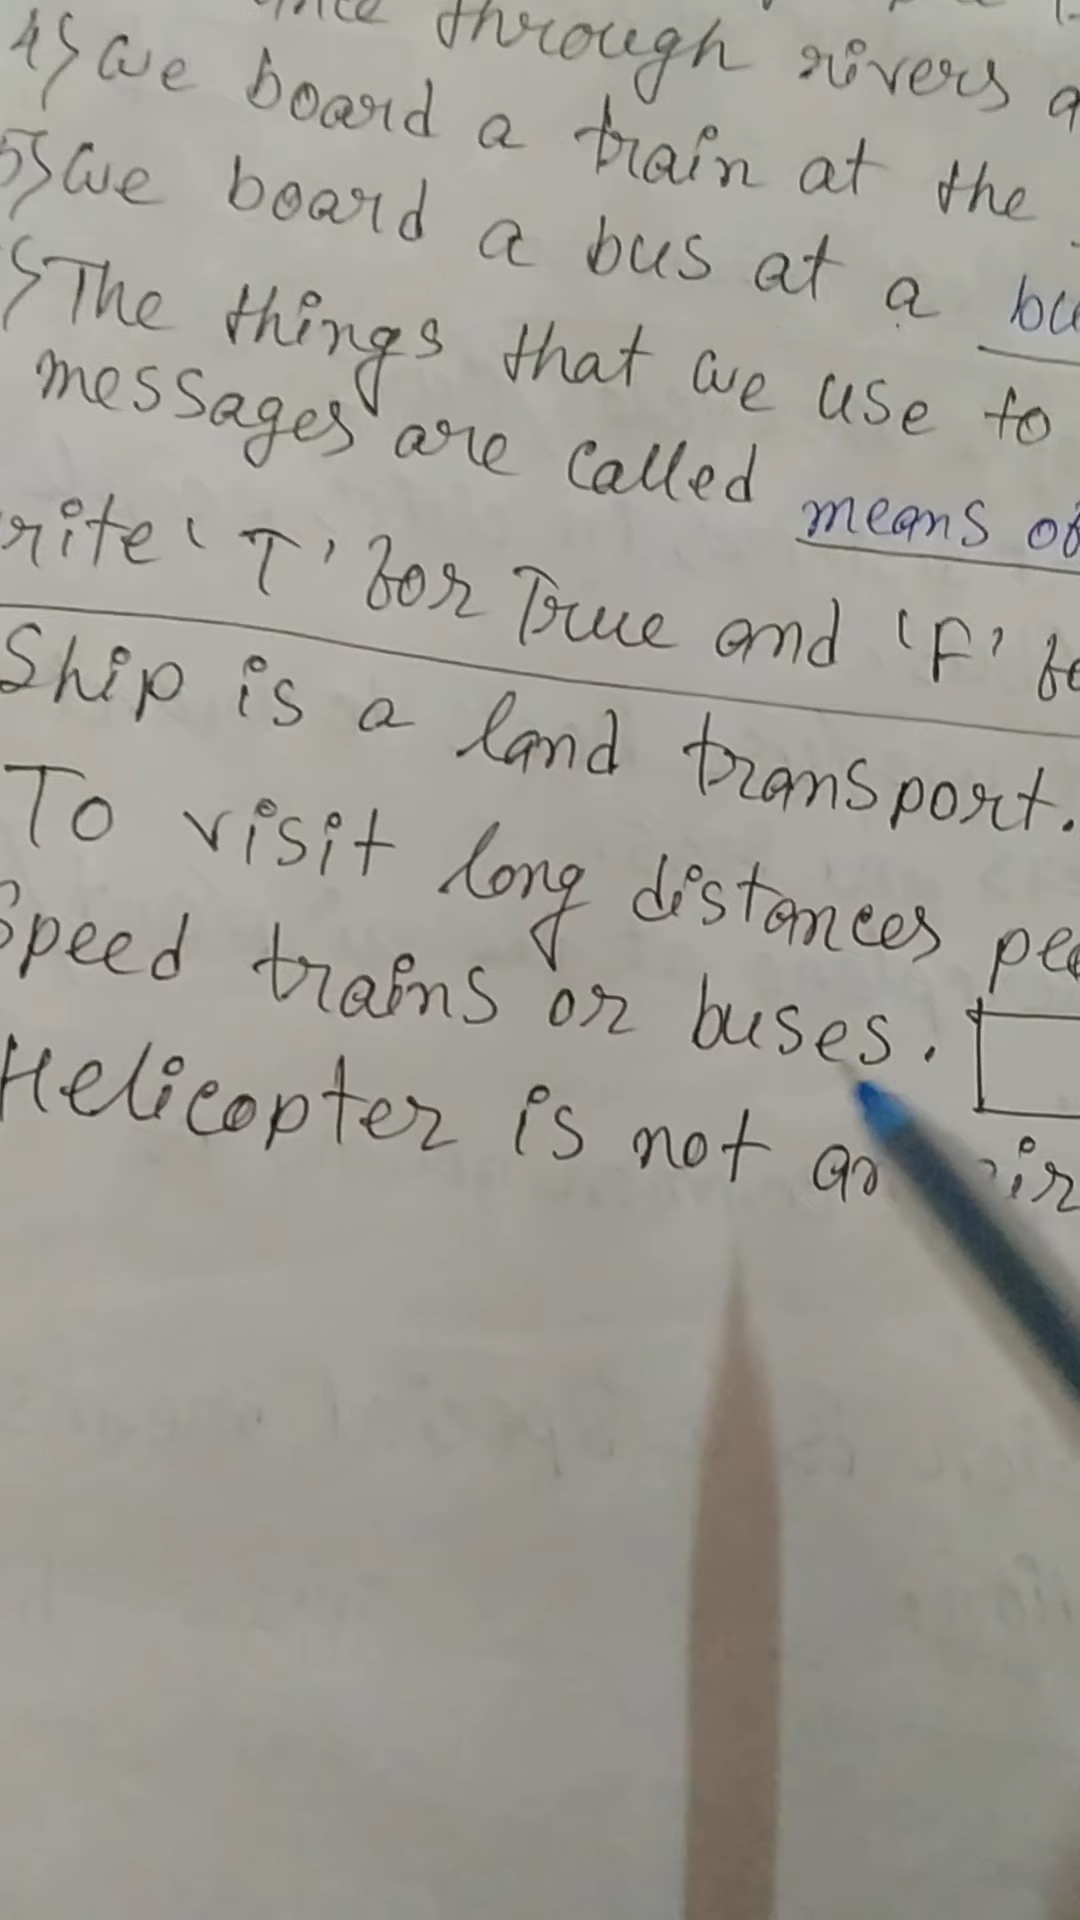 through rivers
4) We board a train at the
5) We board a bus at a
The things that we use to
messages are called means of
'T' for True and 'F'
Ship is a land transport.
To visit long distances
Speed trains or buses.
Helicopter is not